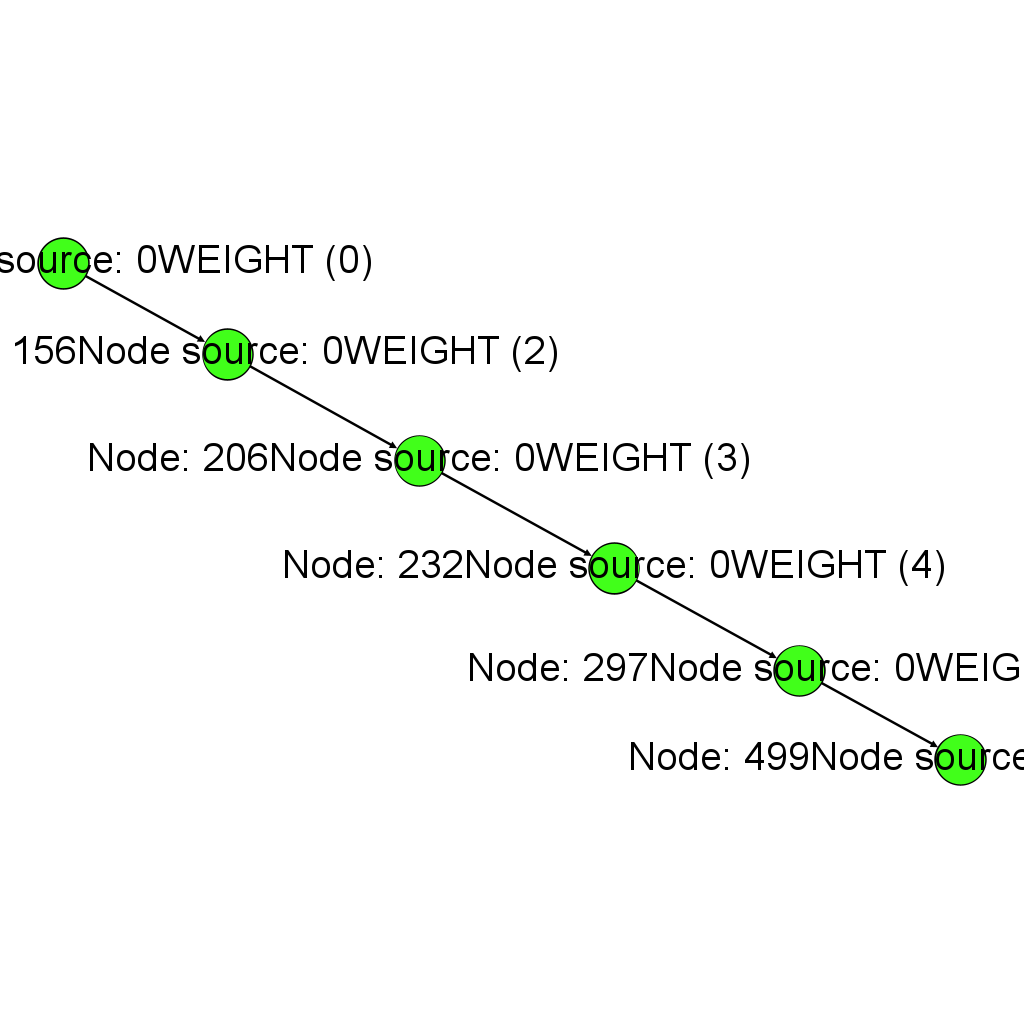 source: 0WEIGHT (0)
156Node source: 0WEIGHT (2)
Node: 206Node source: 0WEIGHT (3)
Node: 232Node source: 0WEIGHT (4)
Node: 297Node source: 0WEIG
Node: 499Node source